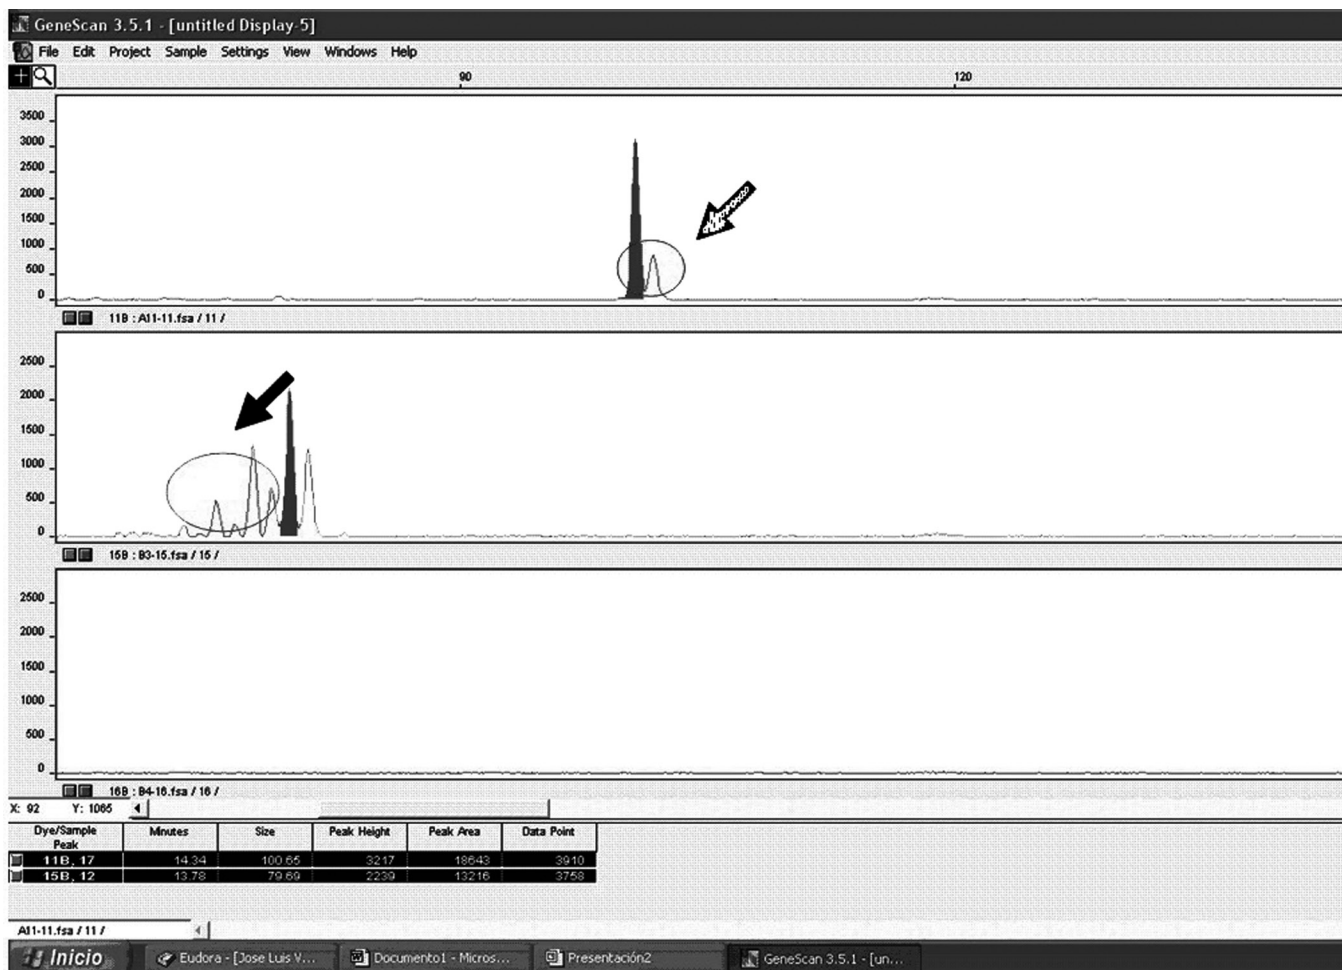 GeneScan 3.5.1 - [untitled Display-5]
File Edit Project Sample Settings View Windows Help
90 120
3500
3000
2500
2000
1500
1000
500
0
11B : A11-11.fsa / 11 /
2500
2000
1500
1000
500
0
15B : B3-15.fsa / 15 /
2500
2000
1500
1000
500
0
16B : B4-16.fsa / 16 /
X: 92 Y: 1065
Dye/Sample Peak Minutes Size Peak Height Peak Area Data Point
11B, 17 14.34 100.65 3217 18643 3910
15B, 12 13.78 79.69 2239 13216 3758
A11-11.fsa / 11 /
Inicio Eudora - [Jose Luis V... Documento1 - Micros... Presentación2 GeneScan 3.5.1 - [un...